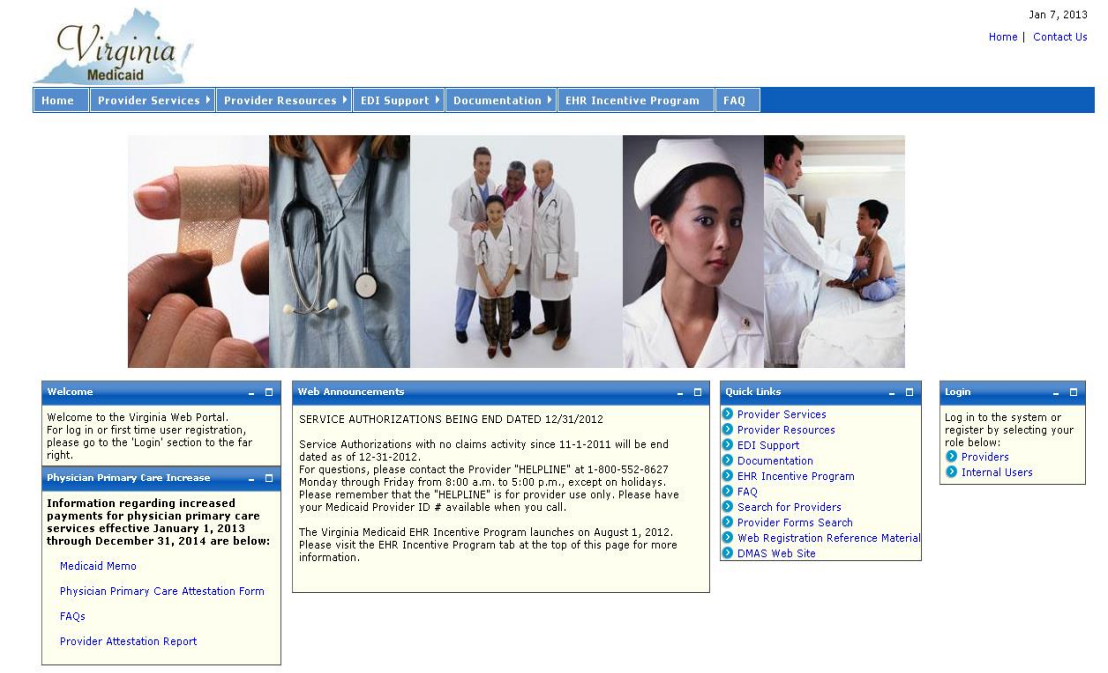 Jan 7, 2013
Home | Contact Us
Virginia
Medicaid
Home Provider Services Provider Resources EDI Support Documentation EHR Incentive Program FAQ
Welcome
Welcome to the Virginia Web Portal.
For log in or first time user registration,
please go to the 'Login' section to the far
right.
Physician Primary Care Increase
Information regarding increased
payments for physician primary care
services effective January 1, 2013
through December 31, 2014 are below:
Medicaid Memo
Physician Primary Care Attestation Form
FAQs
Provider Attestation Report
Web Announcements
SERVICE AUTHORIZATIONS BEING END DATED 12/31/2012
Service Authorizations with no claims activity since 11-1-2011 will be end
dated as of 12-31-2012.
For questions, please contact the Provider "HELPLINE" at 1-800-552-8627
Monday through Friday from 8:00 a.m. to 5:00 p.m., except on holidays.
Please remember that the "HELPLINE" is for provider use only. Please have
your Medicaid Provider ID # available when you call.
The Virginia Medicaid EHR Incentive Program launches on August 1, 2012.
Please visit the EHR Incentive Program tab at the top of this page for more
information.
Quick Links
Provider Services
Provider Resources
EDI Support
Documentation
EHR Incentive Program
FAQ
Search for Providers
Provider Forms Search
Web Registration Reference Material
DMAS Web Site
Login
Log in to the system or
register by selecting your
role below:
Providers
Internal Users